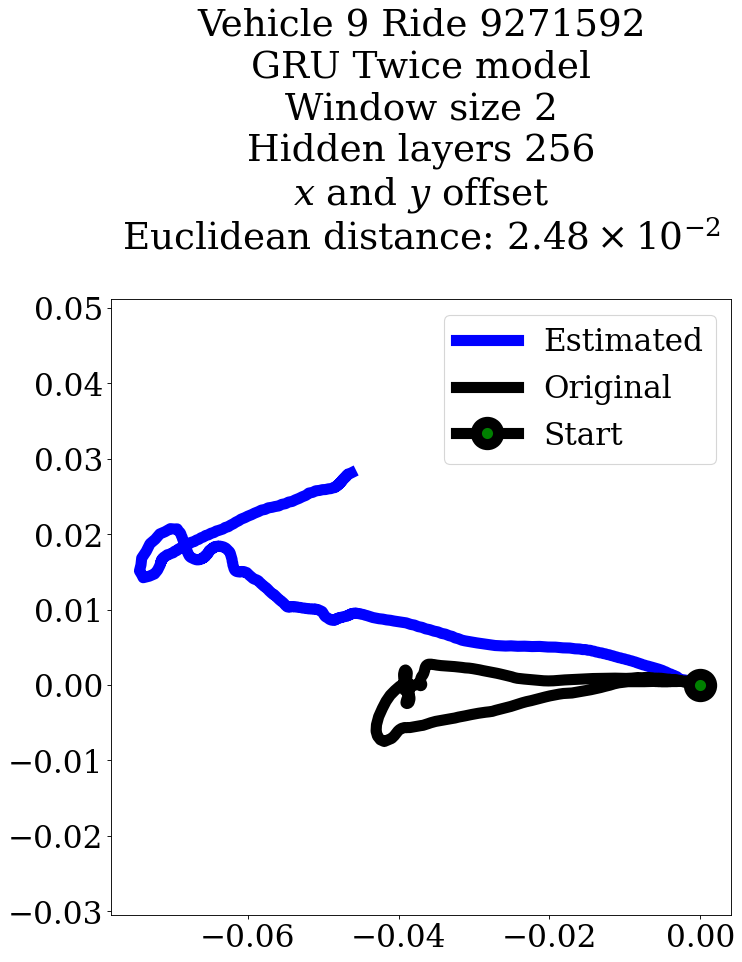 Vehicle 9 Ride 9271592
GRU Twice model
Window size 2
Hidden layers 256
x and y offset
Euclidean distance: 2.48 × 10⁻²
0.05
0.04
0.03
0.02
0.01
0.00
−0.01
−0.02
−0.03
Estimated
Original
Start
−0.06 −0.04 −0.02 0.00